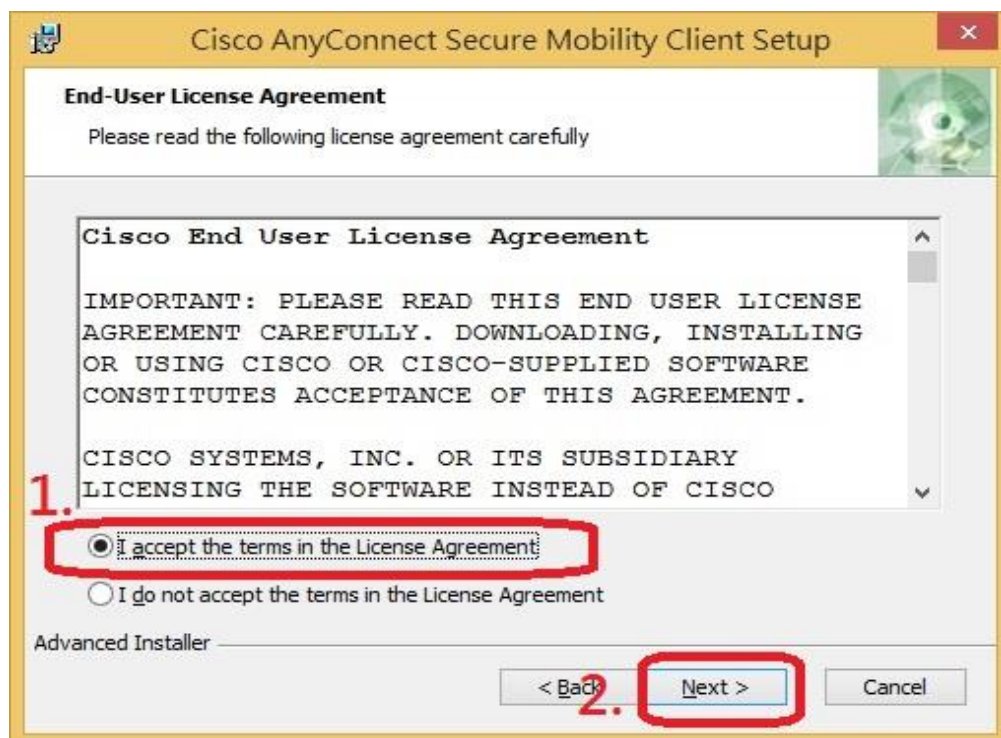 Cisco AnyConnect Secure Mobility Client Setup
End-User License Agreement
Please read the following license agreement carefully
Cisco End User License Agreement
IMPORTANT: PLEASE READ THIS END USER LICENSE
AGREEMENT CAREFULLY. DOWNLOADING, INSTALLING
OR USING CISCO OR CISCO-SUPPLIED SOFTWARE
CONSTITUTES ACCEPTANCE OF THIS AGREEMENT.
CISCO SYSTEMS, INC. OR ITS SUBSIDIARY
LICENSING THE SOFTWARE INSTEAD OF CISCO
1.
I accept the terms in the License Agreement
I do not accept the terms in the License Agreement
Advanced Installer
< Back 2. Next > Cancel